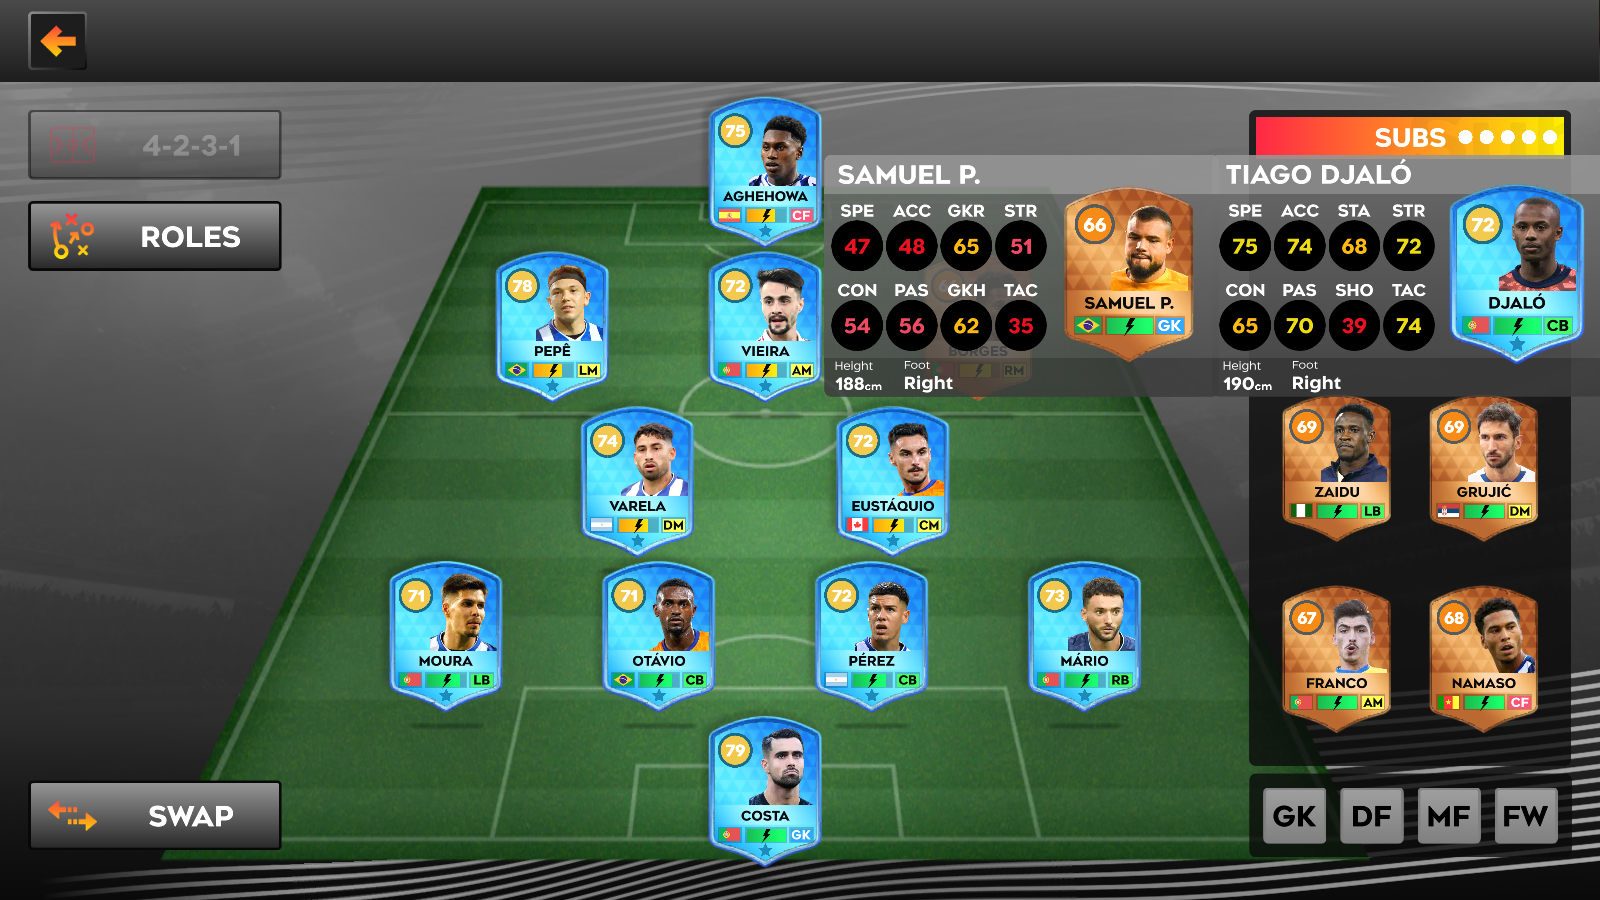 4-2-3-1
ROLES
SWAP
75
AGHEHOWA
CF
78
PEPÊ
LM
72
VIEIRA
AM
BORGES
RM
74
VARELA
DM
72
EUSTÁQUIO
CM
71
MOURA
LB
71
OTÁVIO
CB
72
PÉREZ
CB
73
MÁRIO
RB
79
COSTA
GK
SAMUEL P.
SPE ACC GKR STR
47 48 65 51
CON PAS GKH TAC
54 56 62 35
Height Foot
188cm Right
66
SAMUEL P.
GK
SUBS
TIAGO DJALÓ
SPE ACC STA STR
75 74 68 72
CON PAS SHO TAC
65 70 39 74
Height Foot
190cm Right
72
DJALÓ
CB
69
ZAIDU
LB
69
GRUJIĆ
DM
67
FRANCO
AM
68
NAMASO
CF
GK DF MF FW